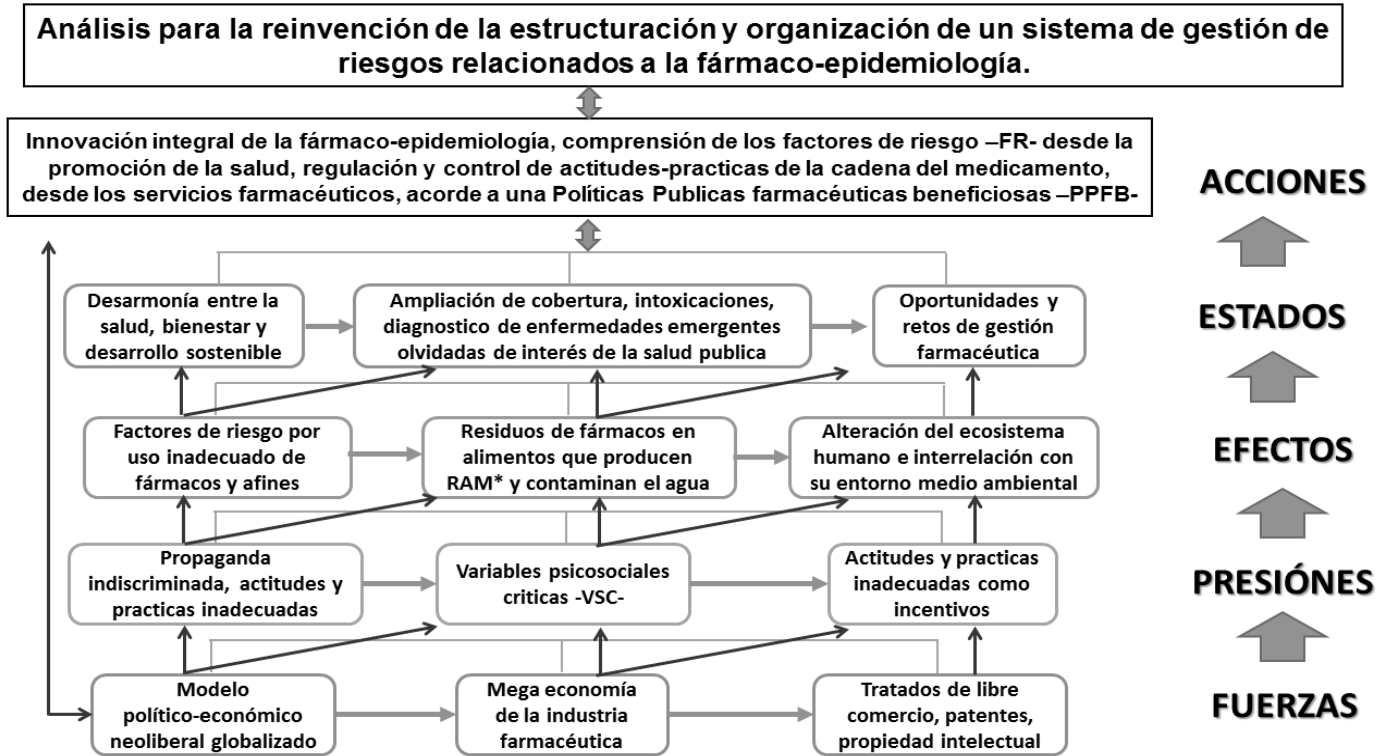 Análisis para la reinvención de la estructuración y organización de un sistema de gestión de
riesgos relacionados a la fármaco-epidemiología.
Innovación integral de la fármaco-epidemiología, comprensión de los factores de riesgo –FR- desde la
promoción de la salud, regulación y control de actitudes-practicas de la cadena del medicamento,
desde los servicios farmacéuticos, acorde a una Políticas Publicas farmacéuticas beneficiosas –PPFB-
ACCIONES
Desarmonía entre la
salud, bienestar y
desarrollo sostenible
Ampliación de cobertura, intoxicaciones,
diagnostico de enfermedades emergentes
olvidadas de interés de la salud publica
Oportunidades y
retos de gestión
farmacéutica
ESTADOS
Factores de riesgo por
uso inadecuado de
fármacos y afines
Residuos de fármacos en
alimentos que producen
RAM* y contaminan el agua
Alteración del ecosistema
humano e interrelación con
su entorno medio ambiental
EFECTOS
Propaganda
indiscriminada, actitudes y
practicas inadecuadas
Variables psicosociales
criticas -VSC-
Actitudes y practicas
inadecuadas como
incentivos
PRESIÓNES
Modelo
político-económico
neoliberal globalizado
Mega economía
de la industria
farmacéutica
Tratados de libre
comercio, patentes,
propiedad intelectual
FUERZAS